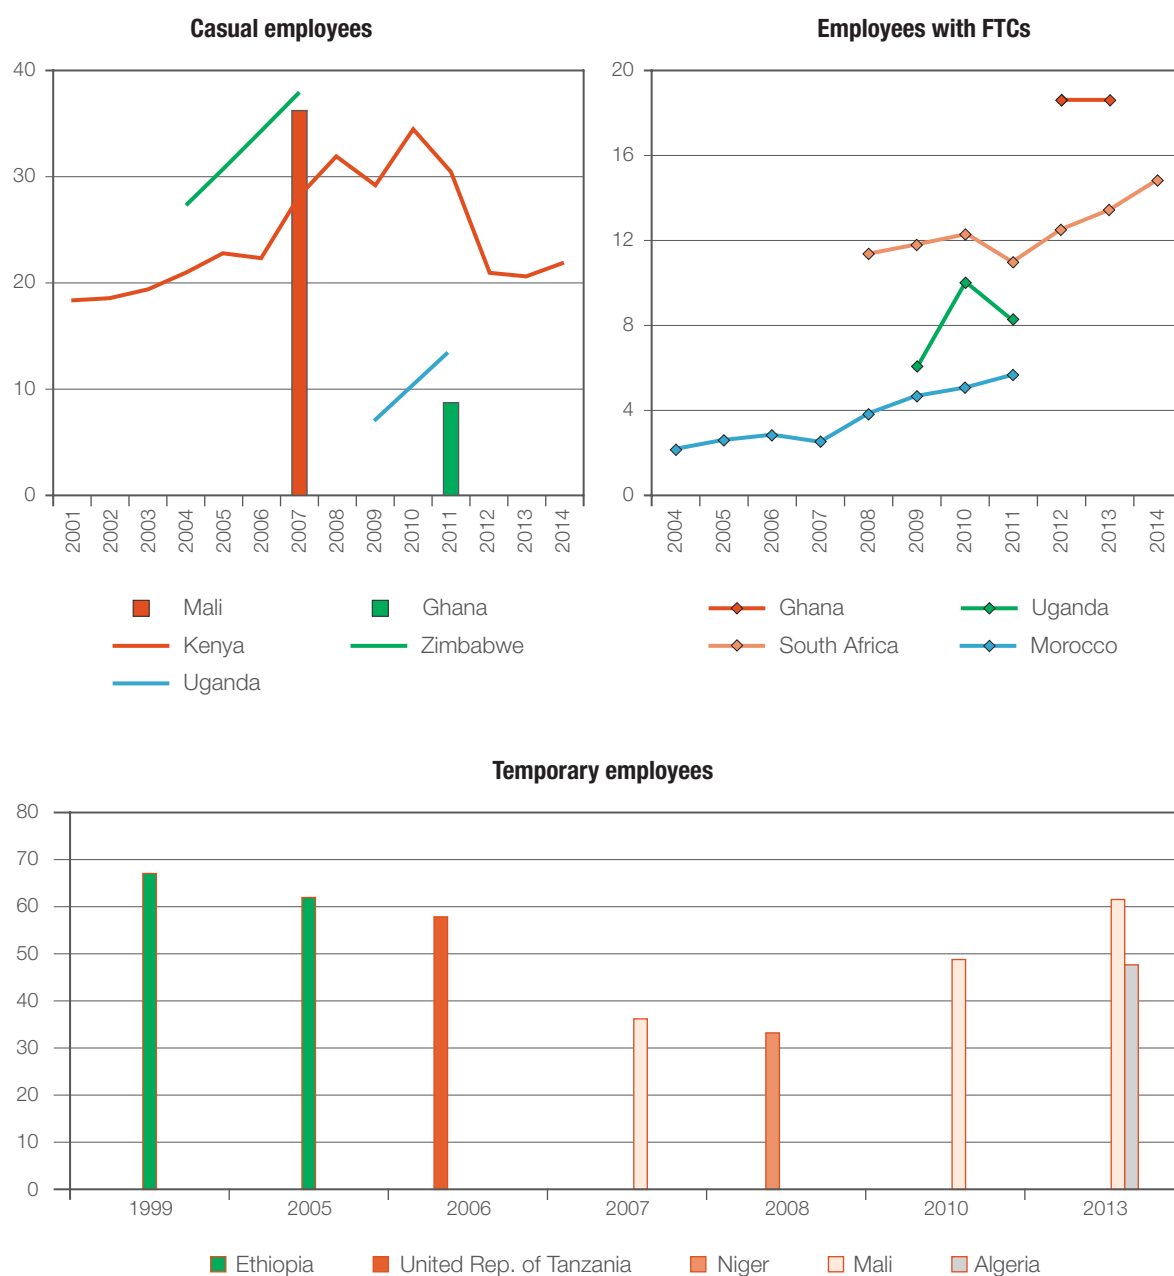 Casual employees
40
30
20
10
0
2001 2002 2003 2004 2005 2006 2007 2008 2009 2010 2011 2012 2013 2014
Mali Ghana
Kenya Zimbabwe
Uganda
Employees with FTCs
20
16
12
8
4
0
2004 2005 2006 2007 2008 2009 2010 2011 2012 2013 2014
Ghana Uganda
South Africa Morocco
Temporary employees
80
70
60
50
40
30
20
10
0
1999 2005 2006 2007 2008 2010 2013
Ethiopia United Rep. of Tanzania Niger Mali Algeria